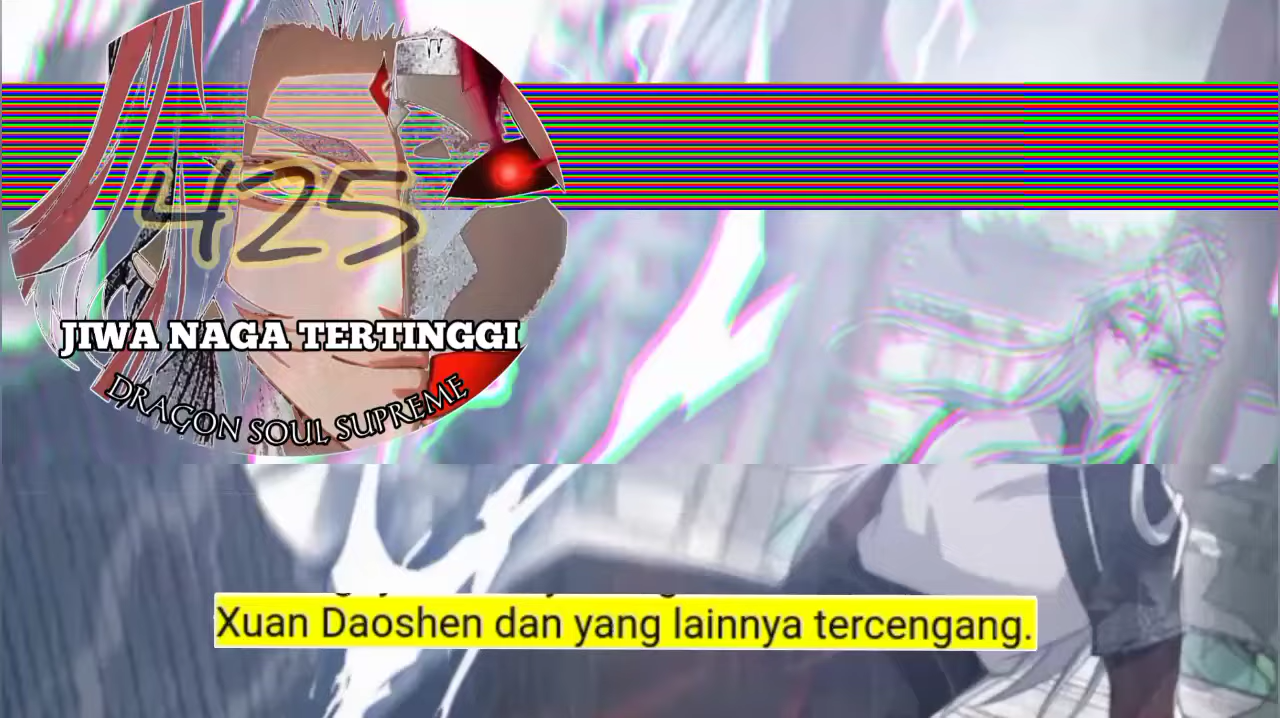 425
JIWA NAGA TERTINGGI
DRAGON SOUL SUPREME
Xuan Daoshen dan yang lainnya tercengang.